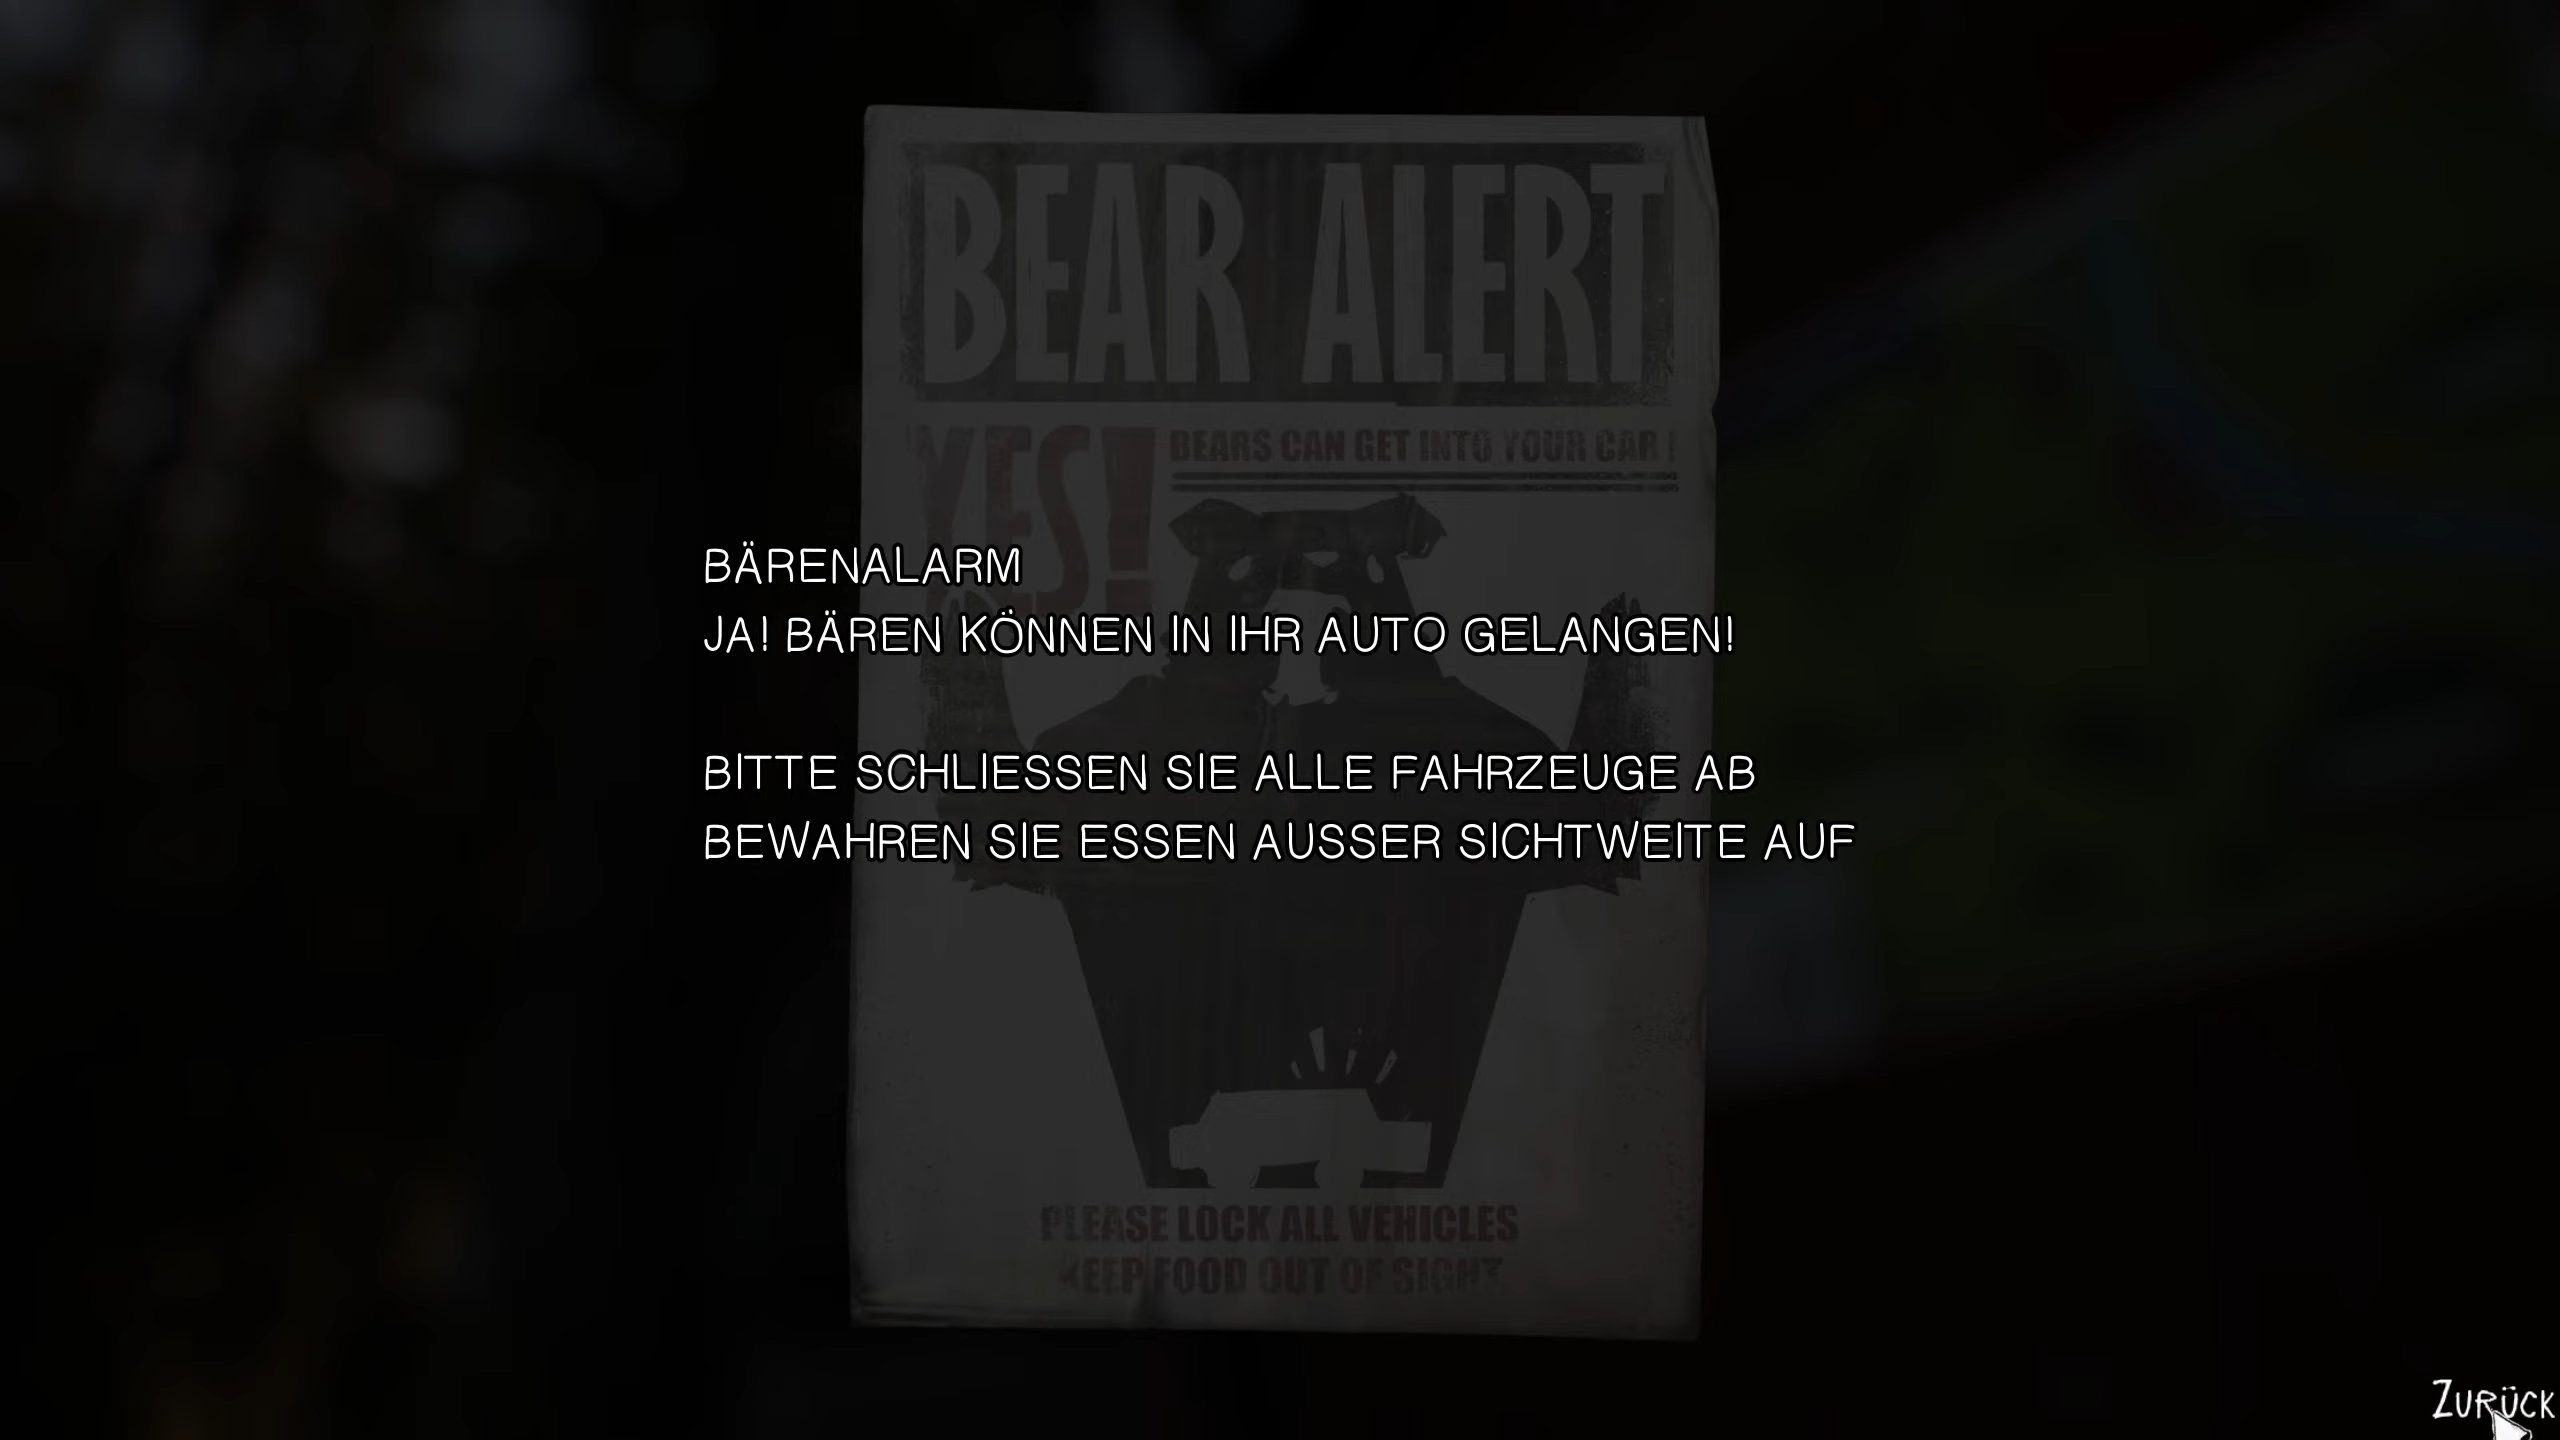 BEAR ALERT
YES!
BEARS CAN GET INTO YOUR CAR!
BÄRENALARM
JA! BÄREN KÖNNEN IN IHR AUTO GELANGEN!
BITTE SCHLIESSEN SIE ALLE FAHRZEUGE AB
BEWAHREN SIE ESSEN AUSSER SICHTWEITE AUF
PLEASE LOCK ALL VEHICLES
KEEP FOOD OUT OF SIGHT
ZURÜCK